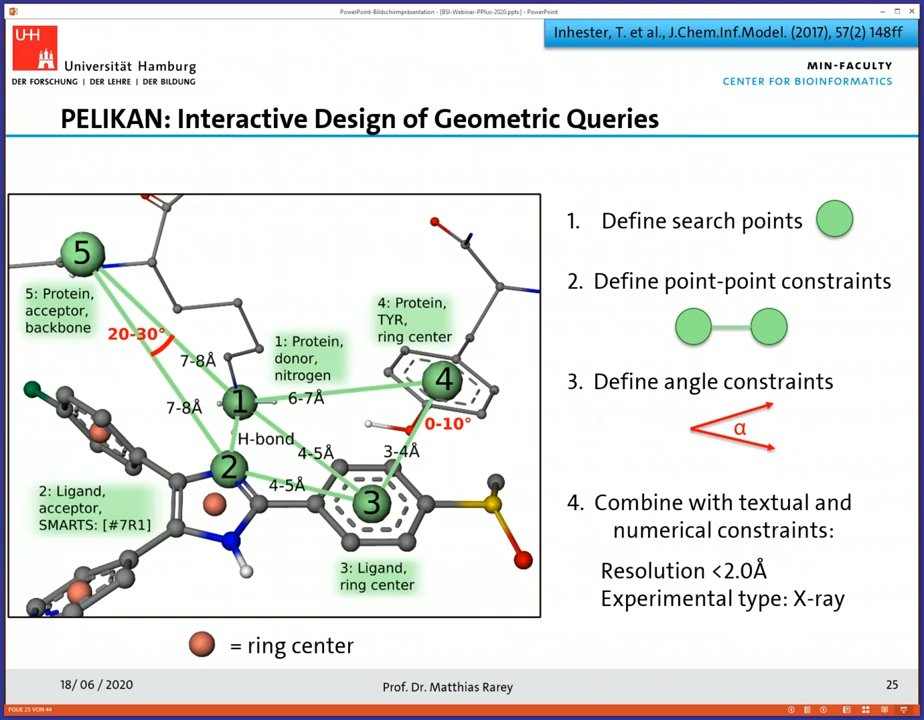 PowerPoint-Bildschirmpräsentation - [BSI-Webinar-PPlus-2020.pptx] - PowerPoint
UHH
Universität Hamburg
DER FORSCHUNG | DER LEHRE | DER BILDUNG
Inhester, T. et al., J.Chem.Inf.Model. (2017), 57(2) 148ff
MIN-FACULTY
CENTER FOR BIOINFORMATICS
PELIKAN: Interactive Design of Geometric Queries
5
5: Protein,
acceptor,
backbone
20-30°
7-8Å
7-8Å
1: Protein,
donor,
nitrogen
4: Protein,
TYR,
ring center
1
6-7Å
4
0-10°
H-bond
4-5Å
3-4Å
2
4-5Å
3
2: Ligand,
acceptor,
SMARTS: [#7R1]
3: Ligand,
ring center
= ring center
1. Define search points
2. Define point-point constraints
3. Define angle constraints
α
4. Combine with textual and
numerical constraints:
Resolution <2.0Å
Experimental type: X-ray
18/ 06 / 2020
Prof. Dr. Matthias Rarey
25
FOLIE 25 VON 44